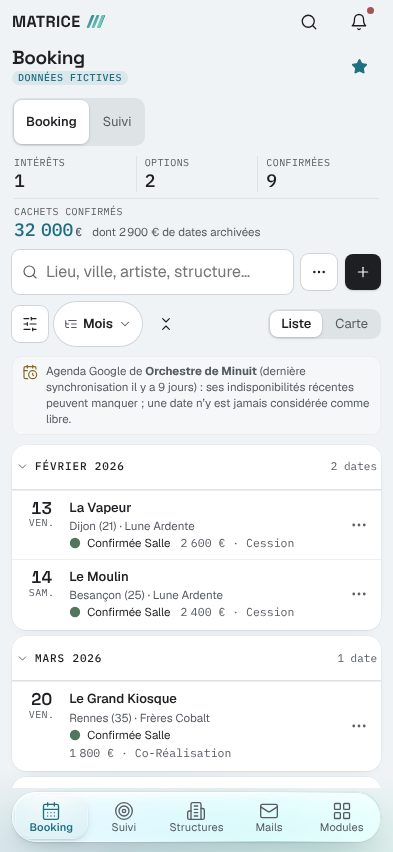 MATRICE
Booking
DONNÉES FICTIVES
Booking Suivi
INTÉRÊTS OPTIONS CONFIRMÉES
1 2 9
CACHETS CONFIRMÉS
32 000 € dont 2 900 € de dates archivées
Lieu, ville, artiste, structure...
Mois Liste Carte
Agenda Google de Orchestre de Minuit (dernière
synchronisation il y a 9 jours) : ses indisponibilités récentes
peuvent manquer ; une date n'y est jamais considérée comme
libre.
FÉVRIER 2026 2 dates
13 La Vapeur
VEN. Dijon (21) · Lune Ardente
Confirmée Salle 2 600 € · Cession
14 Le Moulin
SAM. Besançon (25) · Lune Ardente
Confirmée Salle 2 400 € · Cession
MARS 2026 1 date
20 Le Grand Kiosque
VEN. Rennes (35) · Frères Cobalt
Confirmée Salle
1 800 € · Co-Réalisation
Booking Suivi Structures Mails Modules